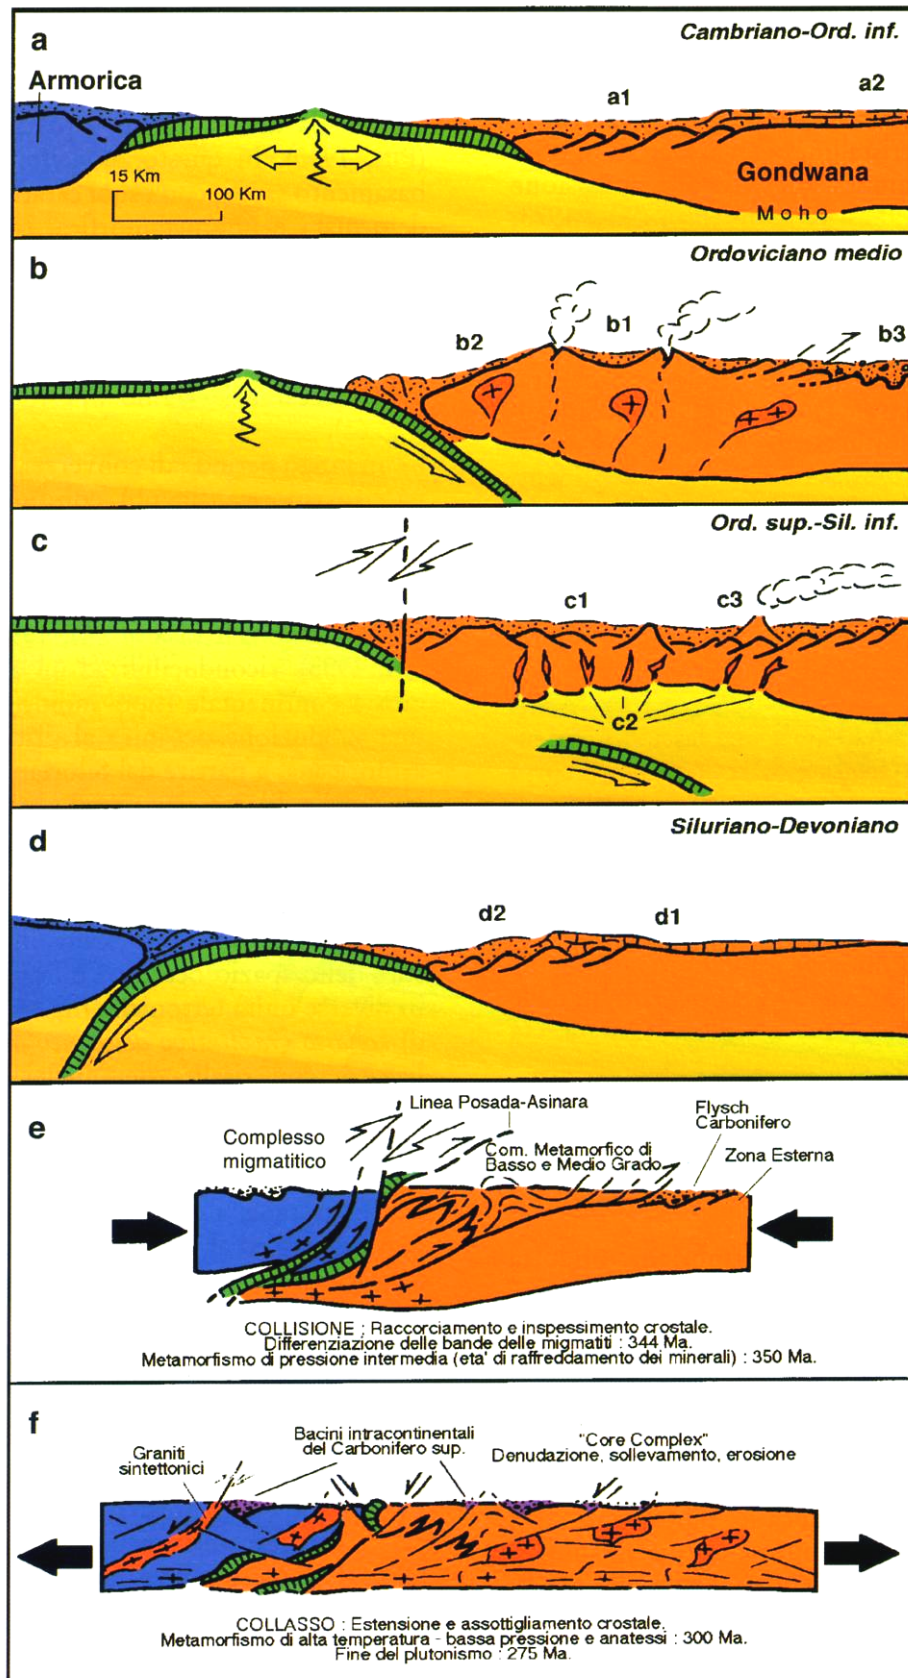 a
Cambriano-Ord. inf.
Armorica
a1
a2
15 Km
100 Km
Gondwana
Moho
b
Ordoviciano medio
b2
b1
b3
c
Ord. sup.-Sil. inf.
c1
c3
c2
d
Siluriano-Devoniano
d2
d1
e
Linea Posada-Asinara
Flysch
Carbonifero
Complesso
migmatitico
Com. Metamorfico di
Basso e Medio Grado
Zona Esterna
COLLISIONE : Raccorciamento e inspessimento crostale.
Differenziazione delle bande delle migmatiti : 344 Ma.
Metamorfismo di pressione intermedia (eta' di raffreddamento dei minerali) : 350 Ma.
f
Graniti
sintettonici
Bacini intracontinentali
del Carbonifero sup.
"Core Complex"
Denudazione, sollevamento, erosione
COLLASSO : Estensione e assottigliamento crostale.
Metamorfismo di alta temperatura - bassa pressione e anatessi : 300 Ma.
Fine del plutonismo : 275 Ma.